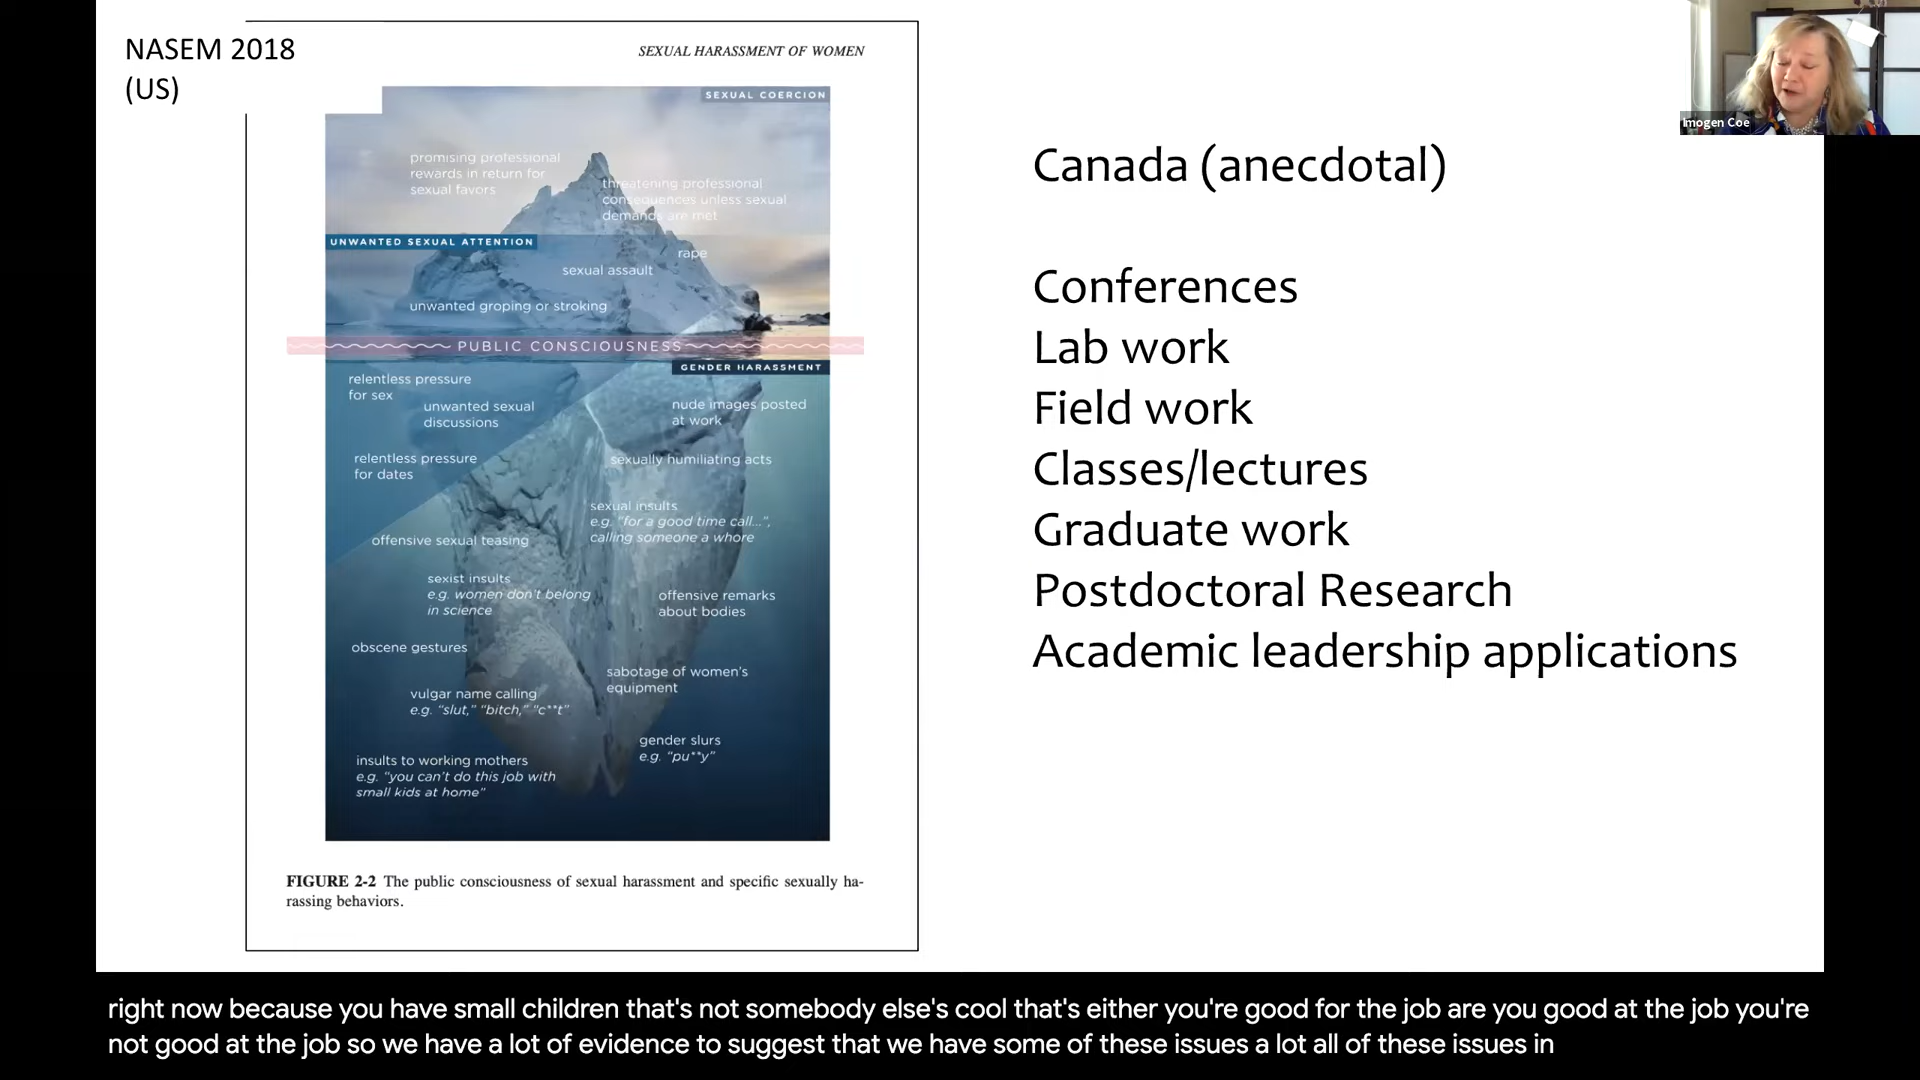 NASEM 2018
(US)
SEXUAL HARASSMENT OF WOMEN
SEXUAL COERCION
promising professional
rewards in return for
sexual favors
threatening professional
consequences unless sexual
demands are met
UNWANTED SEXUAL ATTENTION
rape
sexual assault
unwanted groping or stroking
PUBLIC CONSCIOUSNESS
GENDER HARASSMENT
relentless pressure
for sex
unwanted sexual
discussions
nude images posted
at work
relentless pressure
for dates
sexually humiliating acts
sexual insults
e.g. "for a good time call...",
calling someone a whore
offensive sexual teasing
sexist insults
e.g. women don't belong
in science
offensive remarks
about bodies
obscene gestures
sabotage of women's
equipment
vulgar name calling
e.g. "slut," "bitch," "c**t"
gender slurs
e.g. "pu**y"
insults to working mothers
e.g. "you can't do this job with
small kids at home"
FIGURE 2-2 The public consciousness of sexual harassment and specific sexually ha-
rassing behaviors.
Canada (anecdotal)
Conferences
Lab work
Field work
Classes/lectures
Graduate work
Postdoctoral Research
Academic leadership applications
Imogen Coe
right now because you have small children that's not somebody else's cool that's either you're good for the job are you good at the job you're
not good at the job so we have a lot of evidence to suggest that we have some of these issues a lot all of these issues in